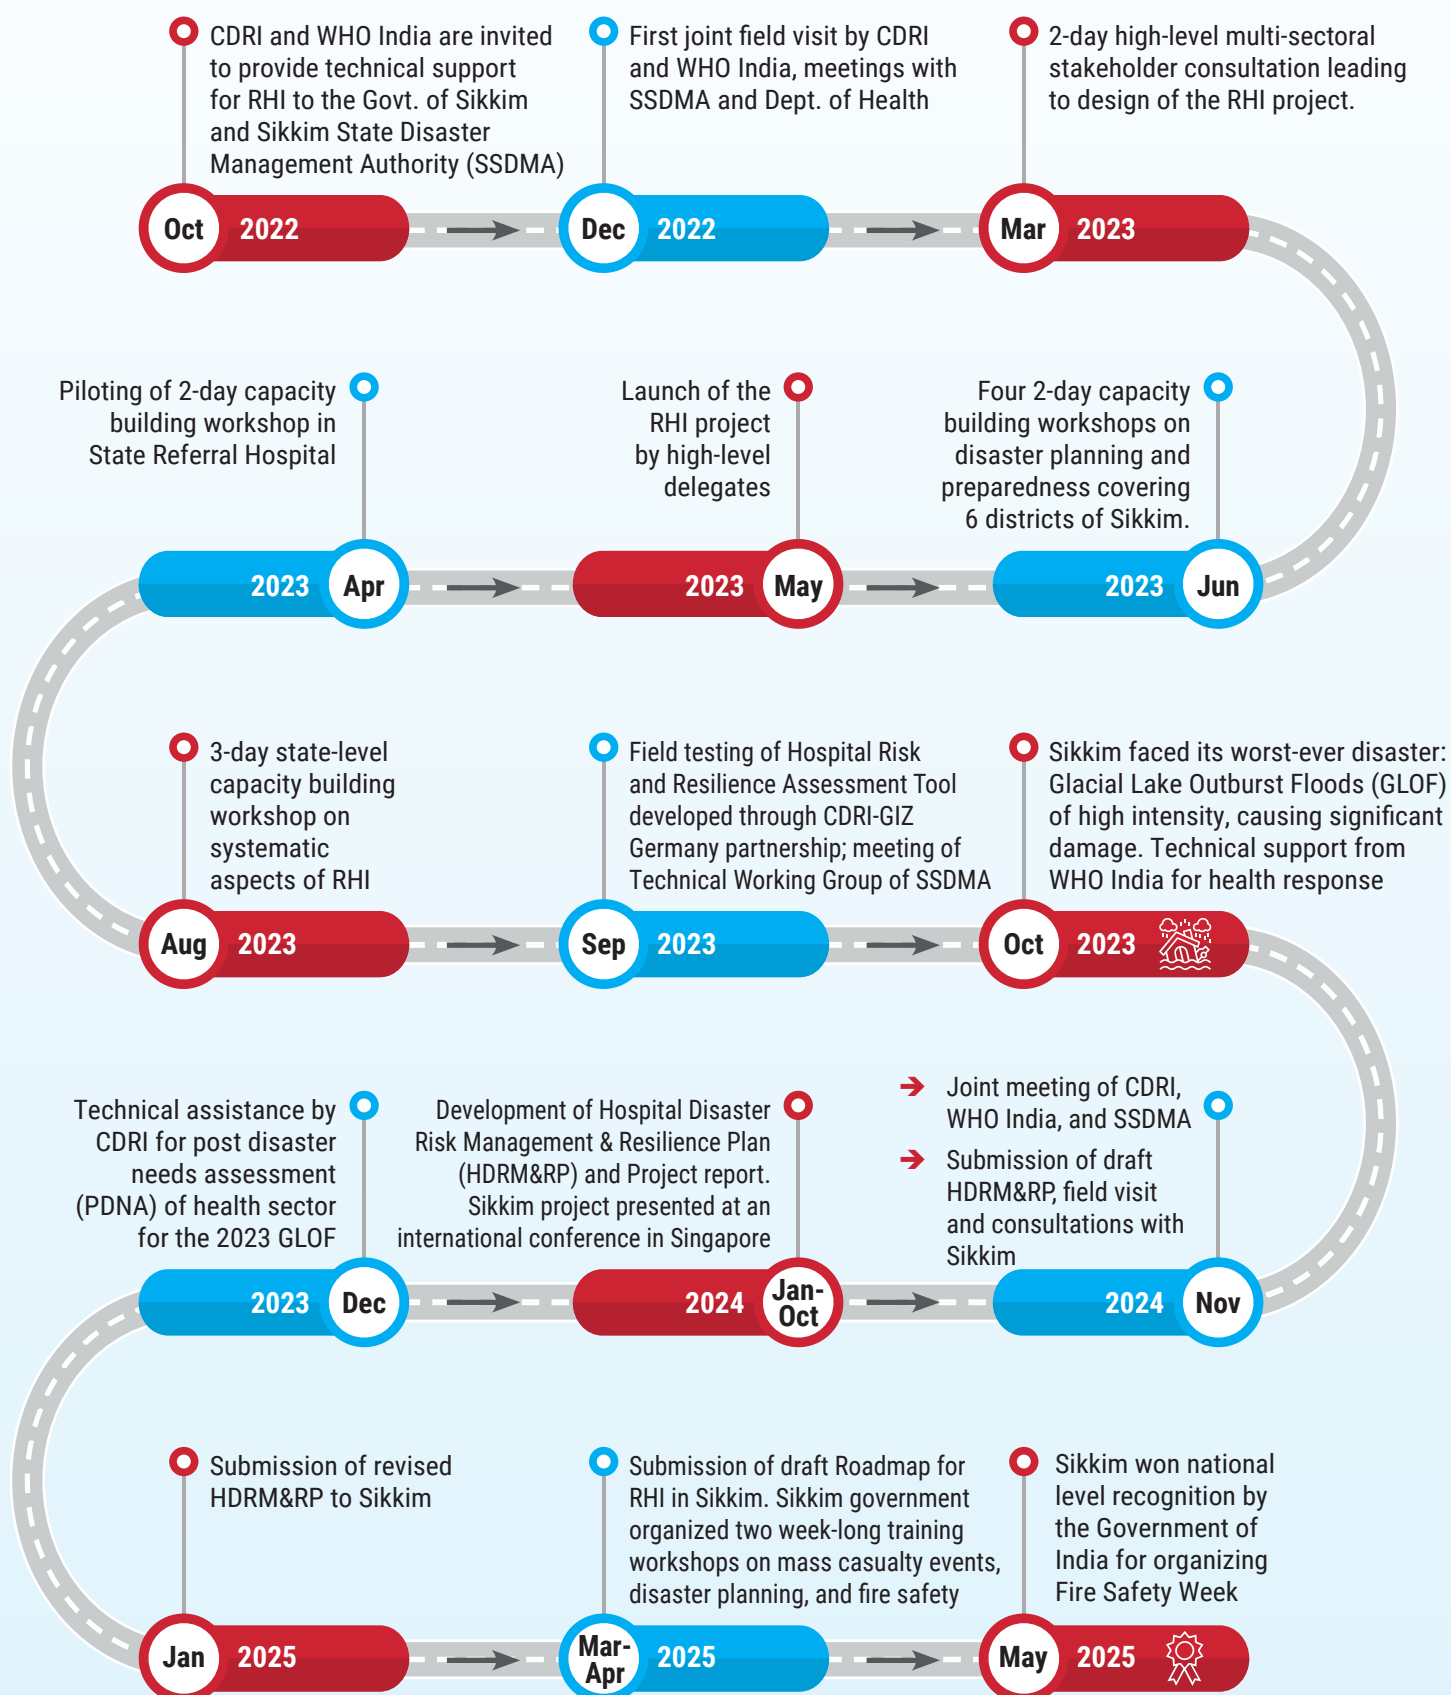 CDRI and WHO India are invited
to provide technical support
for RHI to the Govt. of Sikkim
and Sikkim State Disaster
Management Authority (SSDMA)
Oct 2022
First joint field visit by CDRI
and WHO India, meetings with
SSDMA and Dept. of Health
Dec 2022
2-day high-level multi-sectoral
stakeholder consultation leading
to design of the RHI project.
Mar 2023
Piloting of 2-day capacity
building workshop in
State Referral Hospital
2023 Apr
Launch of the
RHI project
by high-level
delegates
2023 May
Four 2-day capacity
building workshops on
disaster planning and
preparedness covering
6 districts of Sikkim.
2023 Jun
3-day state-level
capacity building
workshop on
systematic
aspects of RHI
Aug 2023
Field testing of Hospital Risk
and Resilience Assessment Tool
developed through CDRI-GIZ
Germany partnership; meeting of
Technical Working Group of SSDMA
Sep 2023
Sikkim faced its worst-ever disaster:
Glacial Lake Outburst Floods (GLOF)
of high intensity, causing significant
damage. Technical support from
WHO India for health response
Oct 2023
Technical assistance by
CDRI for post disaster
needs assessment
(PDNA) of health sector
for the 2023 GLOF
2023 Dec
Development of Hospital Disaster
Risk Management & Resilience Plan
(HDRM&RP) and Project report.
Sikkim project presented at an
international conference in Singapore
2024 Jan-
Oct
Joint meeting of CDRI,
WHO India, and SSDMA
Submission of draft
HDRM&RP, field visit
and consultations with
Sikkim
2024 Nov
Submission of revised
HDRM&RP to Sikkim
Jan 2025
Submission of draft Roadmap for
RHI in Sikkim. Sikkim government
organized two week-long training
workshops on mass casualty events,
disaster planning, and fire safety
Mar-
Apr 2025
Sikkim won national
level recognition by
the Government of
India for organizing
Fire Safety Week
May 2025